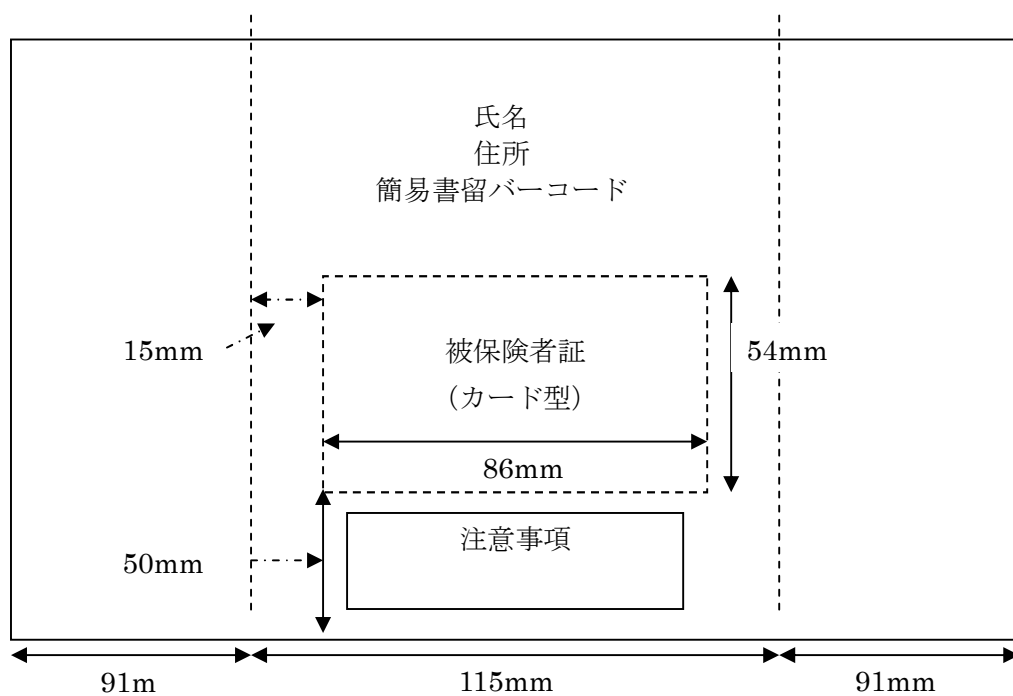 氏名
住所
簡易書留バーコード
15mm
被保険者証
（カード型）
54mm
86mm
注意事項
50mm
91m
115mm
91mm